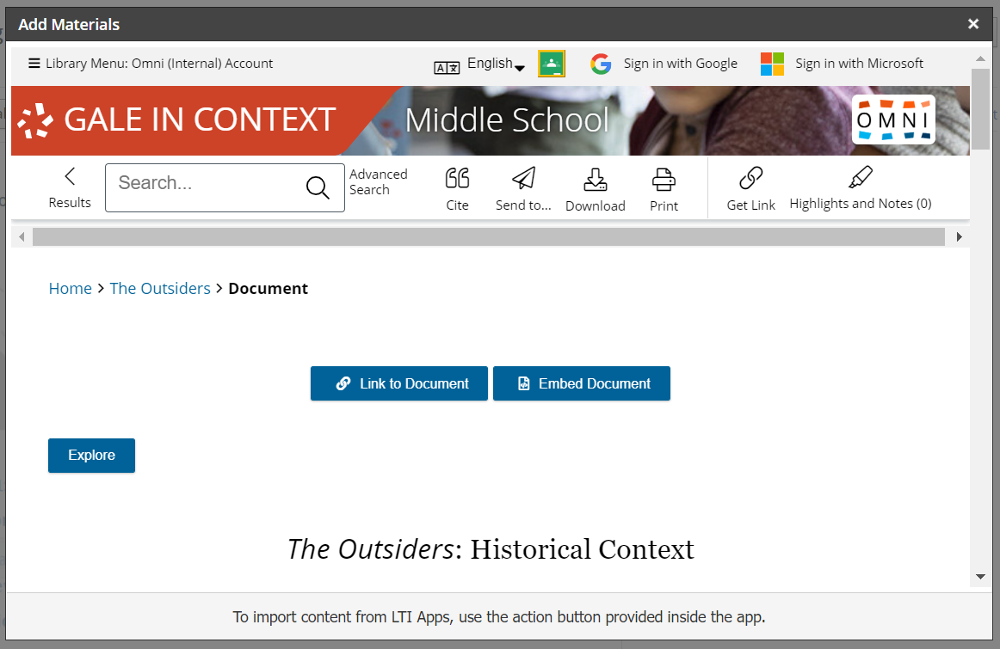 Add Materials
Library Menu: Omni (Internal) Account
English
Sign in with Google
Sign in with Microsoft
GALE IN CONTEXT
Middle School
OMNI
Results
Search...
Advanced
Search
Cite
Send to...
Download
Print
Get Link
Highlights and Notes (0)
Home > The Outsiders > Document
Link to Document
Embed Document
Explore
The Outsiders: Historical Context
To import content from LTI Apps, use the action button provided inside the app.